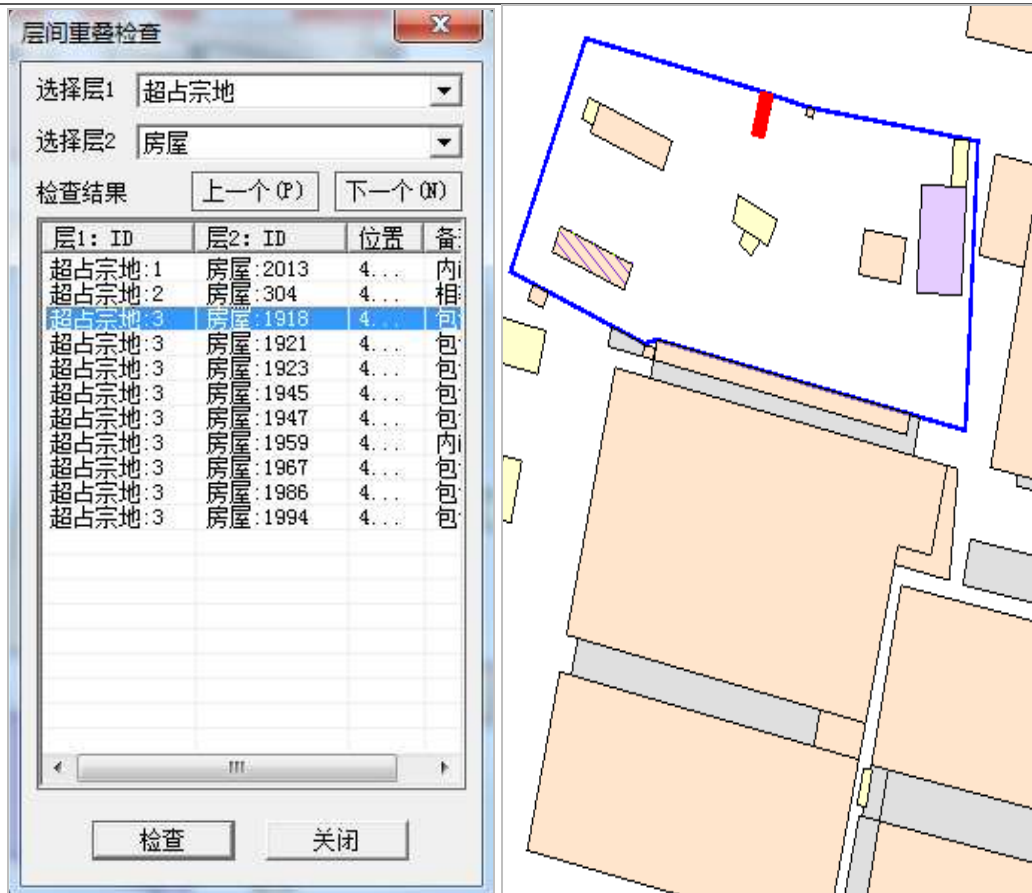 层间重叠检查
选择层1 超占宗地
选择层2 房屋
检查结果 上一个(P) 下一个(N)
层1: ID 层2: ID 位置 备
超占宗地:1 房屋:2013 4... 内
超占宗地:2 房屋:304 4... 相
超占宗地:3 房屋:1918 4... 包
超占宗地:3 房屋:1921 4... 包
超占宗地:3 房屋:1923 4... 包
超占宗地:3 房屋:1945 4... 包
超占宗地:3 房屋:1947 4... 包
超占宗地:3 房屋:1959 4... 内
超占宗地:3 房屋:1967 4... 包
超占宗地:3 房屋:1986 4... 包
超占宗地:3 房屋:1994 4... 包
检查 关闭